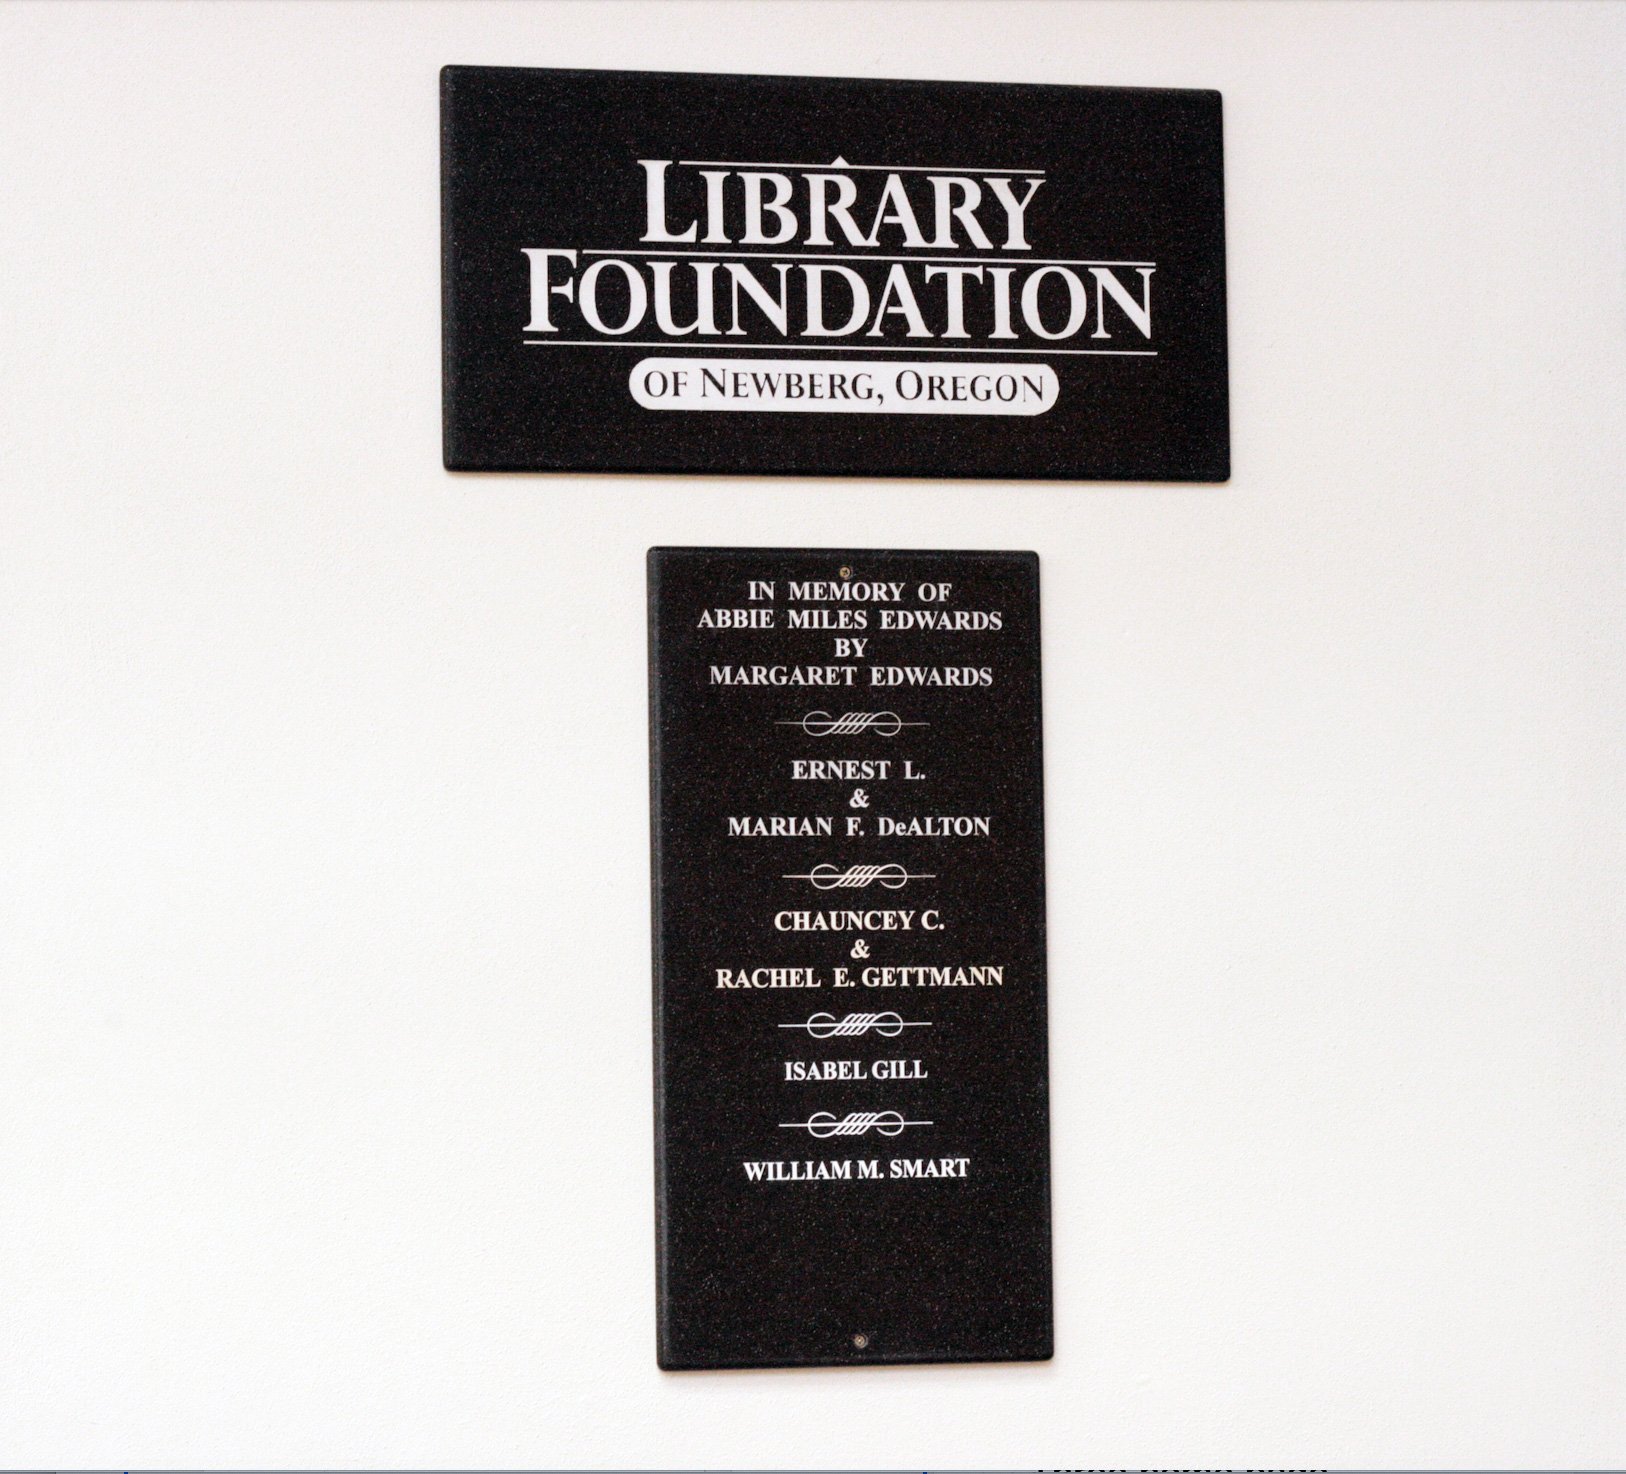 LIBRARY
FOUNDATION
OF NEWBERG, OREGON
IN MEMORY OF
ABBIE MILES EDWARDS
BY
MARGARET EDWARDS
ERNEST L.
&
MARIAN F. DeALTON
CHAUNCEY C.
&
RACHEL E. GETTMANN
ISABEL GILL
WILLIAM M. SMART